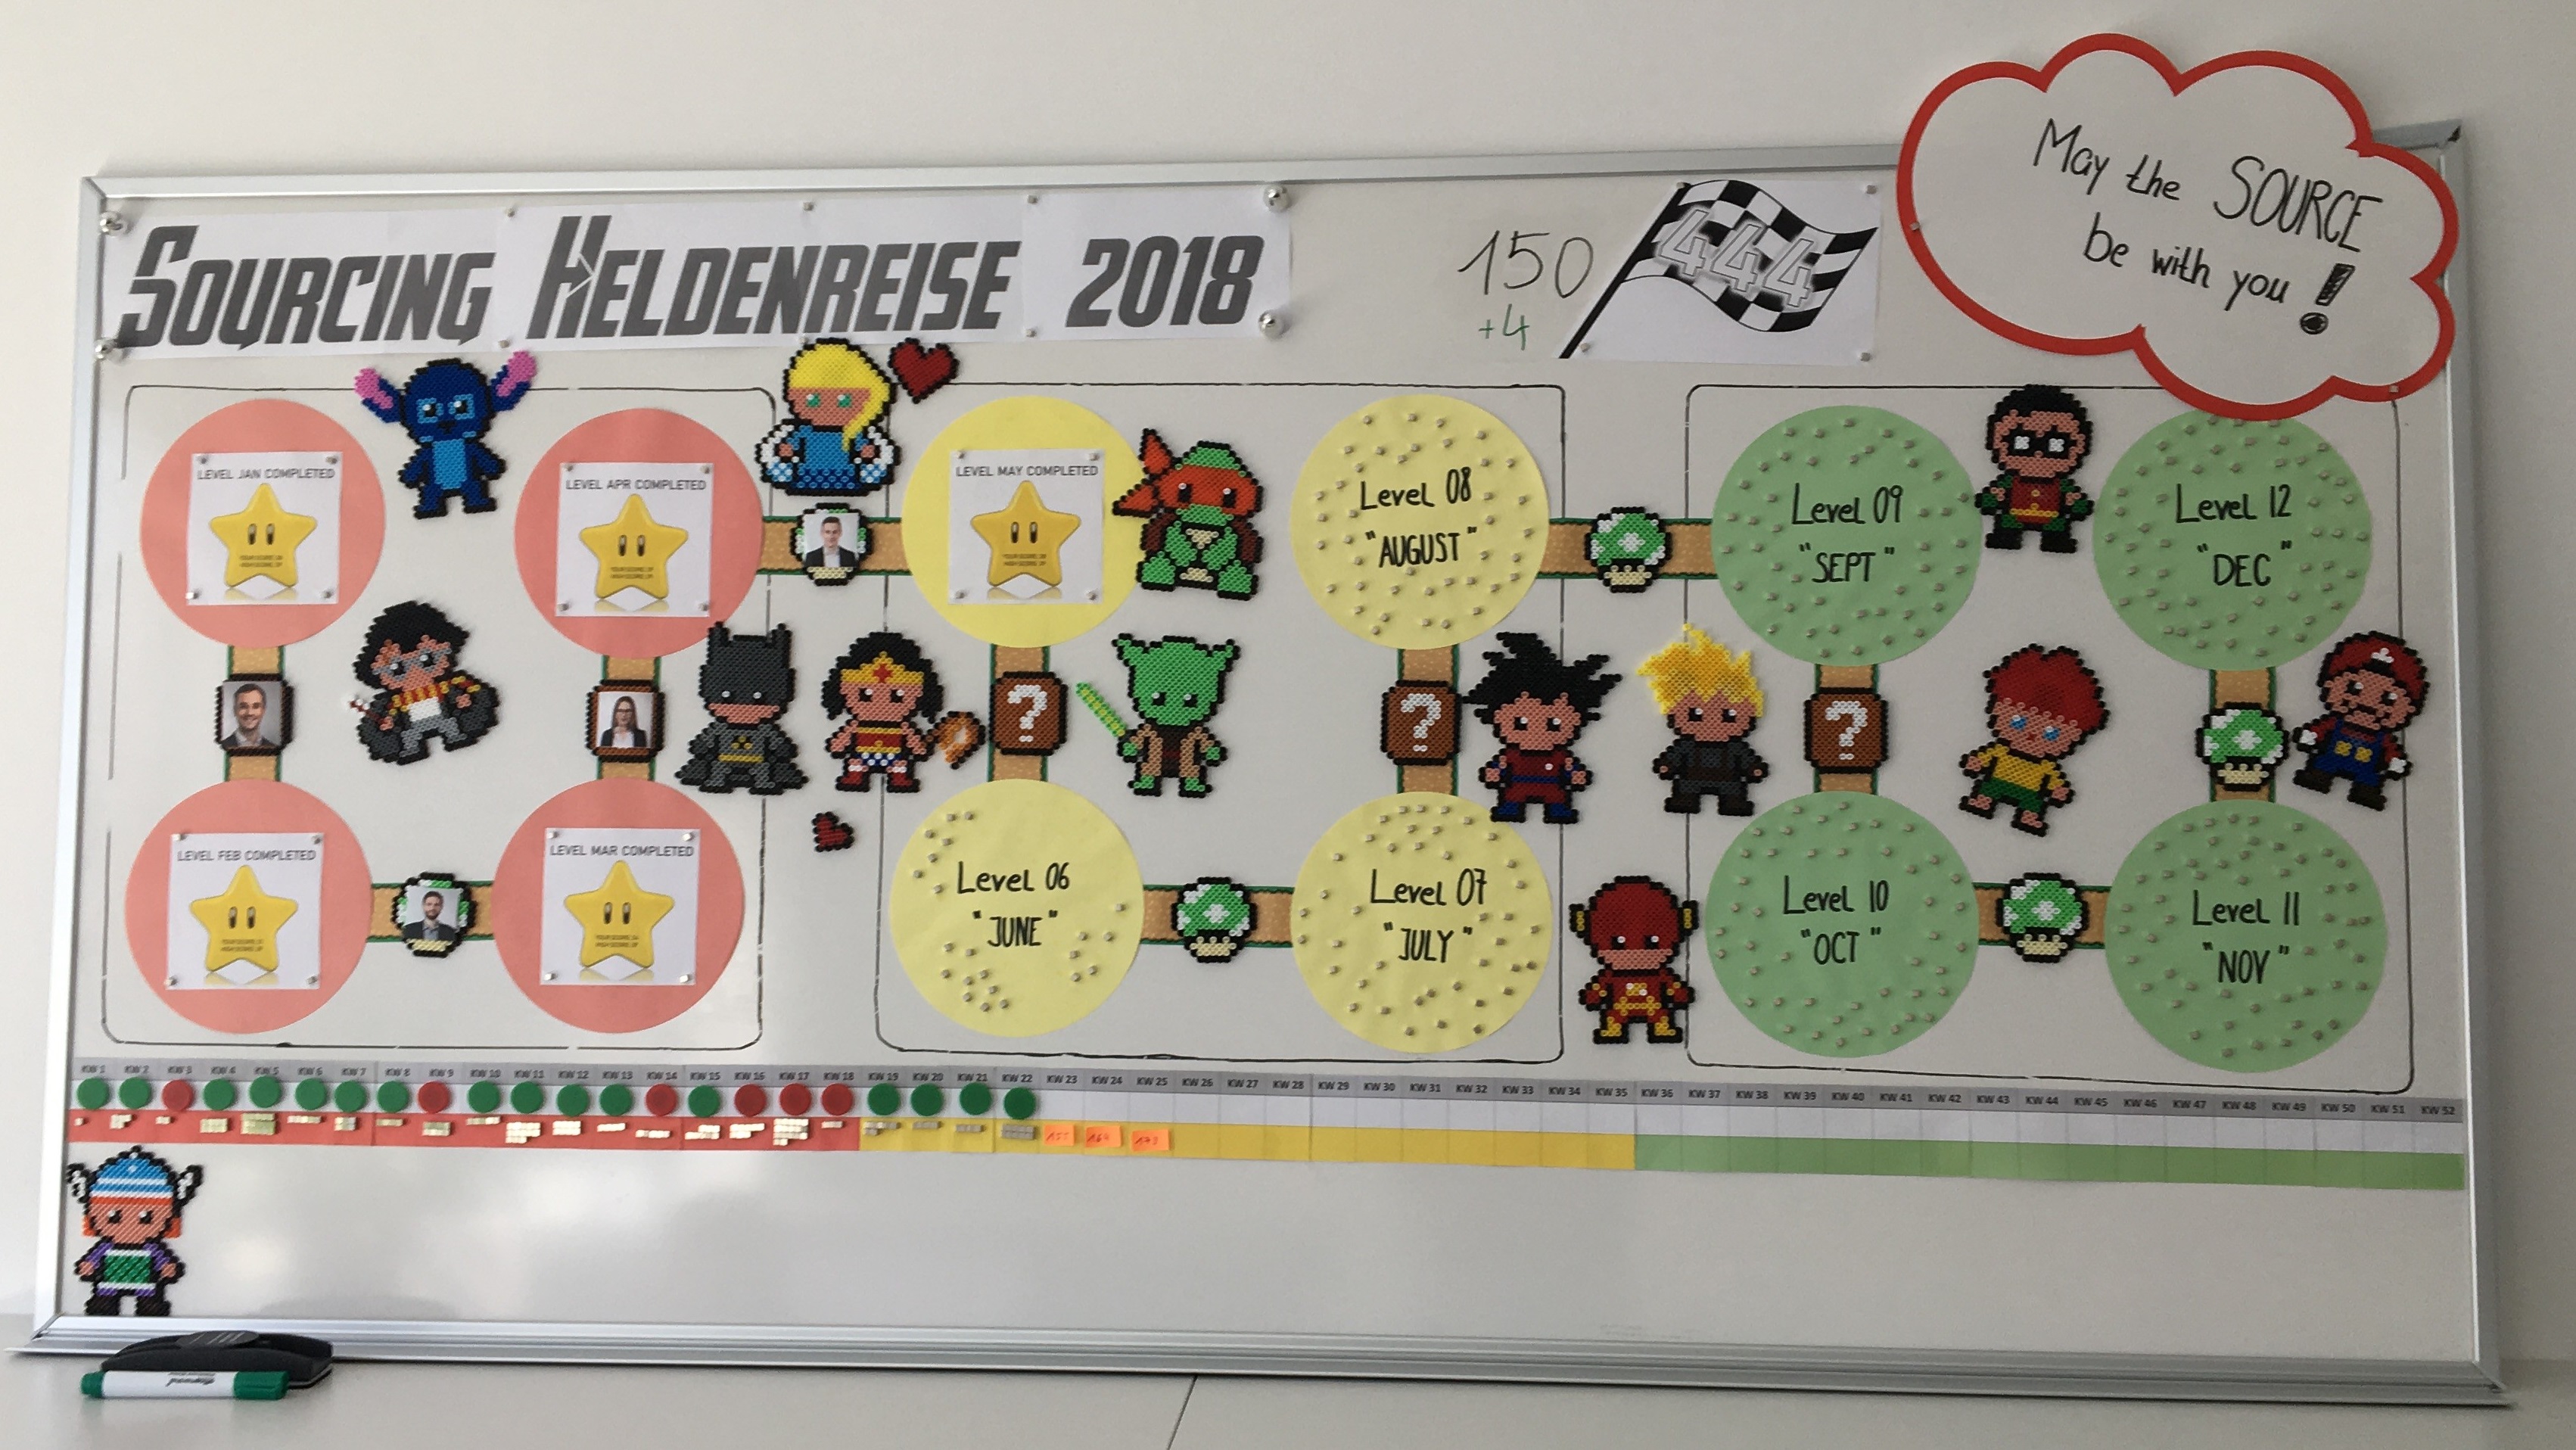 SOURCING HELDENREISE 2018
150
+4
444
May the SOURCE
be with you!
LEVEL JAN COMPLETED
LEVEL APR COMPLETED
LEVEL MAY COMPLETED
Level 08
"AUGUST"
Level 09
"SEPT"
Level 12
"DEC"
?
?
?
LEVEL FEB COMPLETED
LEVEL MAR COMPLETED
Level 06
"JUNE"
Level 07
"JULY"
Level 10
"OCT"
Level 11
"NOV"
KW 1 KW 2 KW 3 KW 4 KW 5 KW 6 KW 7 KW 8 KW 9 KW 10 KW 11 KW 12 KW 13 KW 14 KW 15 KW 16 KW 17 KW 18 KW 19 KW 20 KW 21 KW 22 KW 23 KW 24 KW 25 KW 26 KW 27 KW 28 KW 29 KW 30 KW 31 KW 32 KW 33 KW 34 KW 35 KW 36 KW 37 KW 38 KW 39 KW 40 KW 41 KW 42 KW 43 KW 44 KW 45 KW 46 KW 47 KW 48 KW 49 KW 50 KW 51 KW 52